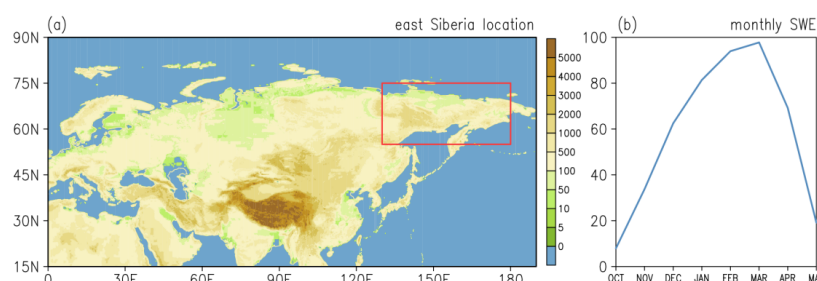 (a) east Siberia location
90N
75N
60N
45N
30N
15N
0 30E 60E 90E 120E 150E 180
5000
4000
3000
2000
1000
500
100
50
10
5
0
(b) monthly SWE
100
80
60
40
20
0
OCT NOV DEC JAN FEB MAR APR